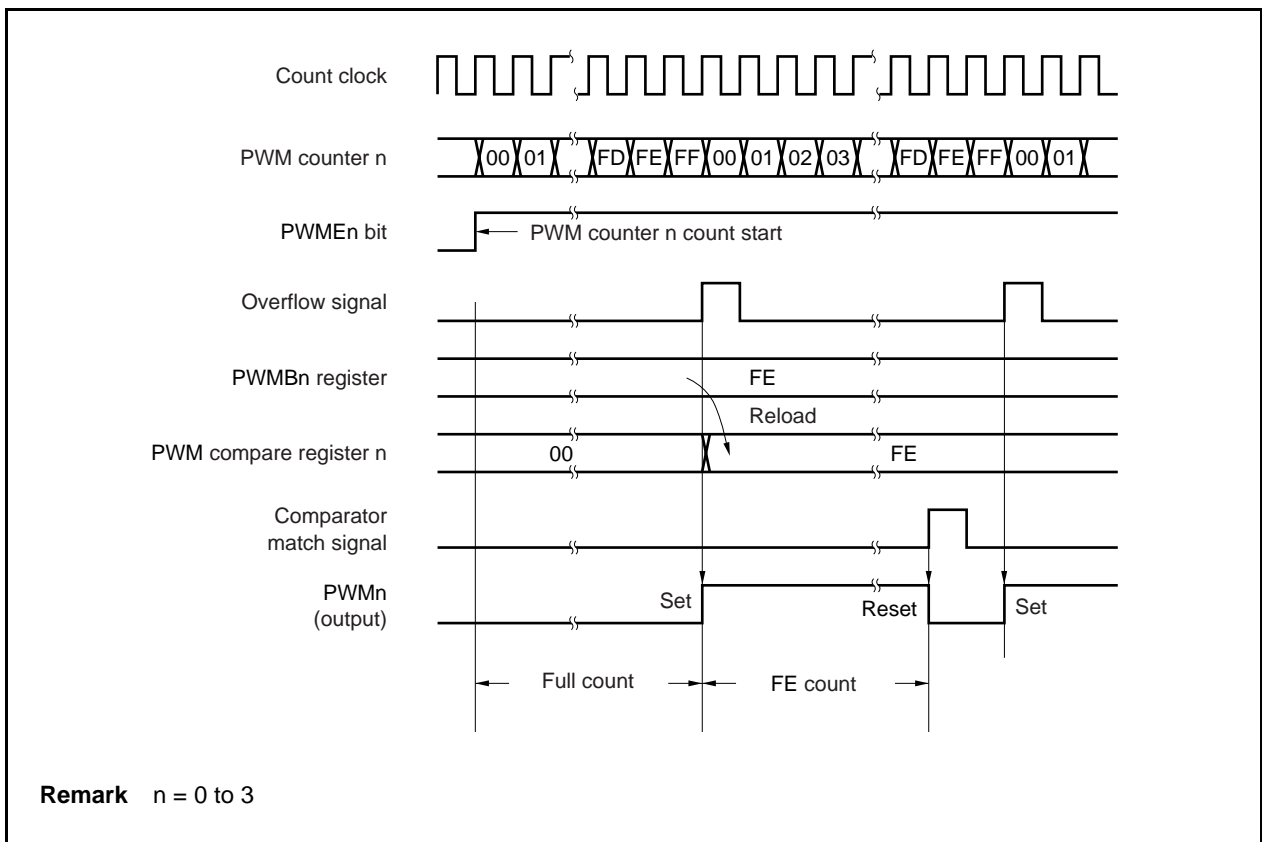 Count clock
PWM counter n
00 01 FD FE FF 00 01 02 03 FD FE FF 00 01
PWMEn bit
PWM counter n count start
Overflow signal
PWMBn register
FE
Reload
PWM compare register n
00
FE
Comparator
match signal
PWMn
(output)
Set
Reset
Set
Full count
FE count
Remark n = 0 to 3